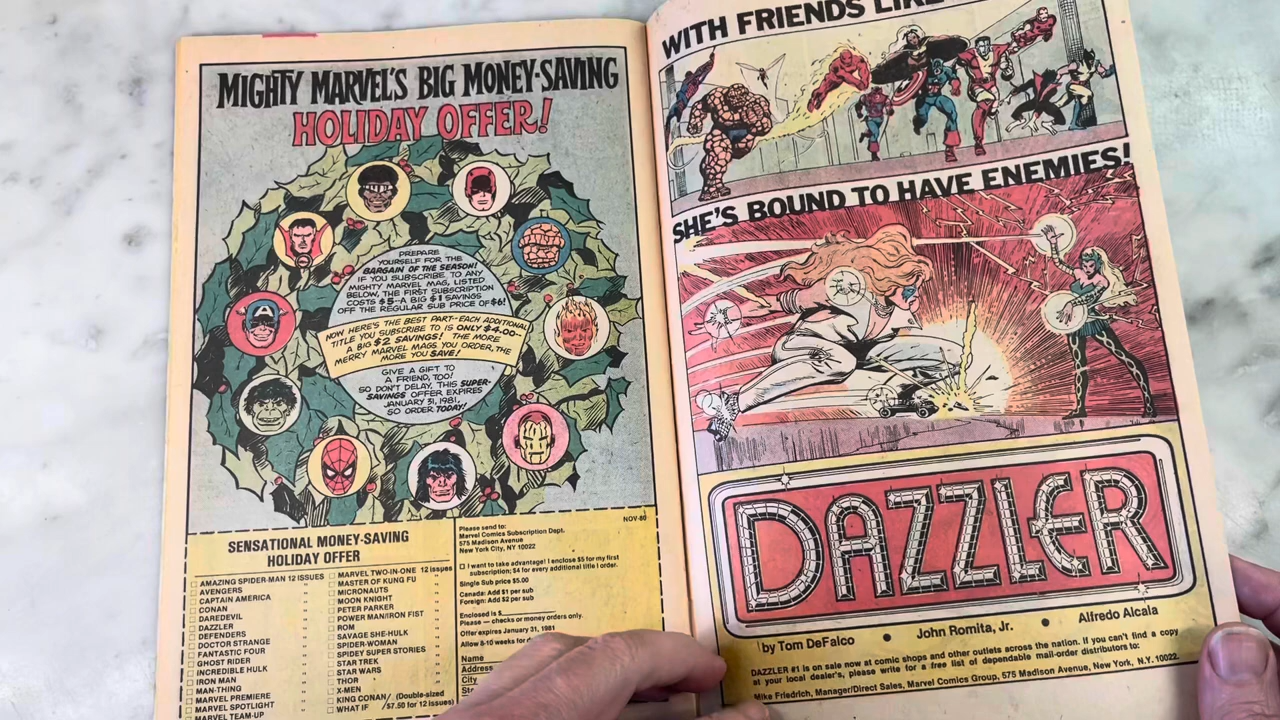 MIGHTY MARVEL'S BIG MONEY-SAVING
HOLIDAY OFFER!
PREPARE
YOURSELF FOR THE
BARGAIN OF THE SEASON!
IF YOU SUBSCRIBE TO ANY
MIGHTY MARVEL MAG, LISTED
BELOW, THE FIRST SUBSCRIPTION
COSTS $5-A BIG $1 SAVINGS
OFF THE REGULAR SUB PRICE OF $6!
NOW HERE'S THE BEST PART--EACH ADDITIONAL
TITLE YOU SUBSCRIBE TO IS ONLY $4.00--
A BIG $2 SAVINGS! THE MORE
MERRY MARVEL MAGS YOU ORDER, THE
MORE YOU SAVE!
GIVE A GIFT TO
A FRIEND, TOO!
SO DON'T DELAY, THIS SUPER-
SAVINGS OFFER EXPIRES
JANUARY 31, 1981,
SO ORDER TODAY!
A
NOV-80
SENSATIONAL MONEY-SAVING
HOLIDAY OFFER
AMAZING SPIDER-MAN 12 ISSUES
AVENGERS "
CAPTAIN AMERICA "
CONAN "
DAREDEVIL "
DAZZLER "
DEFENDERS "
DOCTOR STRANGE "
FANTASTIC FOUR "
GHOST RIDER "
INCREDIBLE HULK "
IRON MAN "
MAN-THING "
MARVEL PREMIERE "
MARVEL SPOTLIGHT "
MARVEL TEAM-UP "
MARVEL TWO-IN-ONE 12 issues
MASTER OF KUNG FU "
MICRONAUTS "
MOON KNIGHT "
PETER PARKER "
POWER MAN/IRON FIST "
ROM "
SAVAGE SHE-HULK "
SPIDER-WOMAN "
SPIDEY SUPER STORIES "
STAR TREK "
STAR WARS "
THOR "
X-MEN "
KING CONAN/ (Double-sized
WHAT IF /$7.50 for 12 issues)
Please send to:
Marvel Comics Subscription Dept.
575 Madison Avenue
New York City, NY 10022
I want to take advantage! I enclose $5 for my first
subscription; $4 for every additional title I order.
Single Sub price $5.00
Canada: Add $1 per sub
Foreign: Add $2 per sub
Enclosed is $
Please — checks or money orders only.
Offer expires January 31, 1981
Allow 8-10 weeks for
Name
Address
City
WITH FRIENDS LIKE
SHE'S BOUND TO HAVE ENEMIES!
DAZZLER
by Tom DeFalco • John Romita, Jr. • Alfredo Alcala
DAZZLER #1 is on sale now at comic shops and other outlets across the nation. If you can't find a copy
at your local dealer's, please write for a free list of dependable mail-order distributors to:
Mike Friedrich, Manager/Direct Sales, Marvel Comics Group, 575 Madison Avenue, New York, N.Y. 10022.